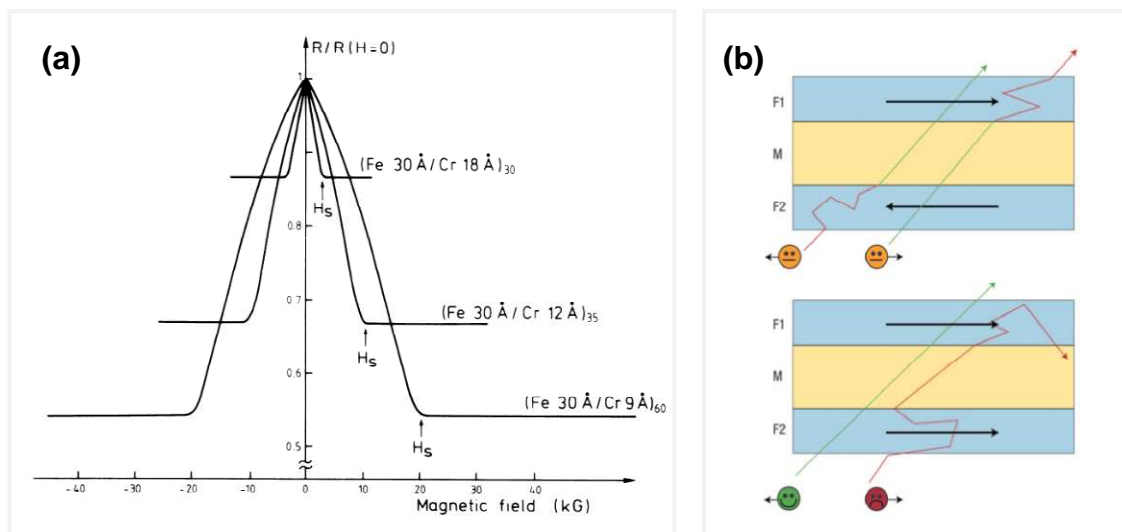 (a)
R/R(H=0)
1
(Fe 30 Å/Cr 18 Å)30
Hs
0.8
0.7
(Fe 30 Å/Cr 12 Å)35
Hs
0.6
(Fe 30 Å/Cr 9 Å)60
0.5
Hs
-40 -30 -20 -10 0 10 20 30 40
Magnetic field (kG)
(b)
F1
M
F2
F1
M
F2